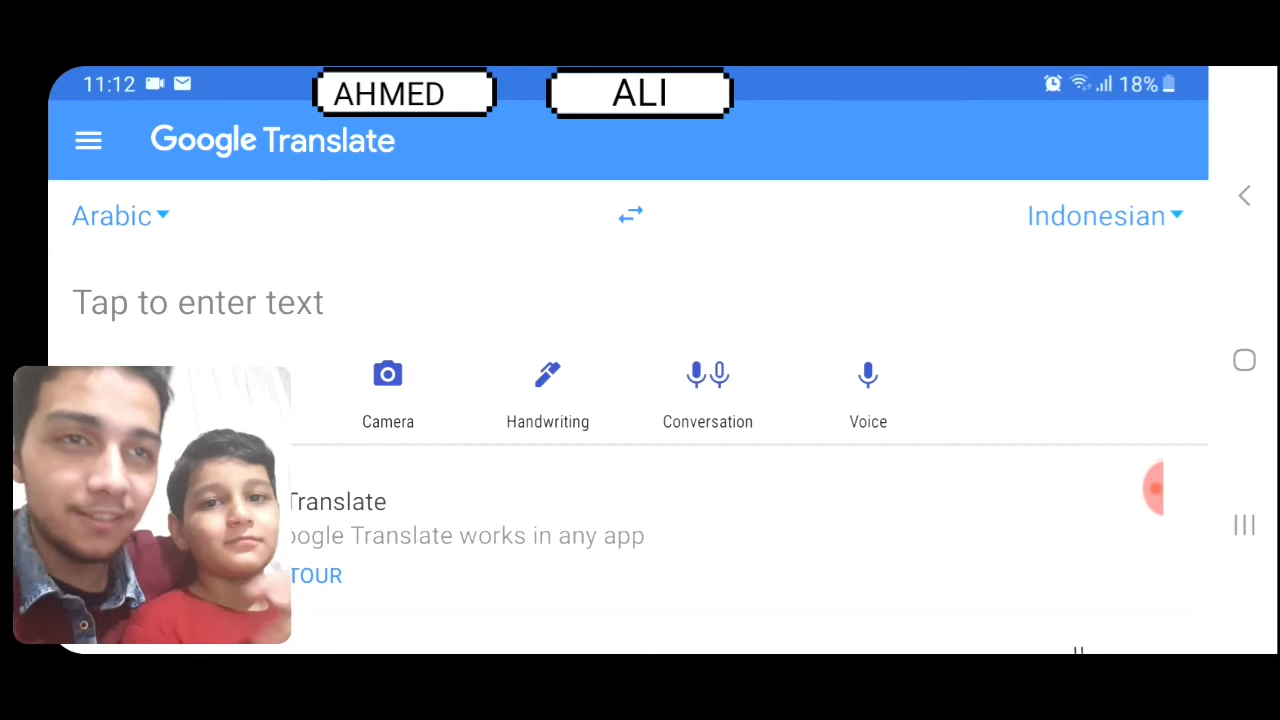 11:12 18%
AHMED ALI
Google Translate
Arabic Indonesian
Tap to enter text
Camera Handwriting Conversation Voice
Translate
oogle Translate works in any app
TOUR